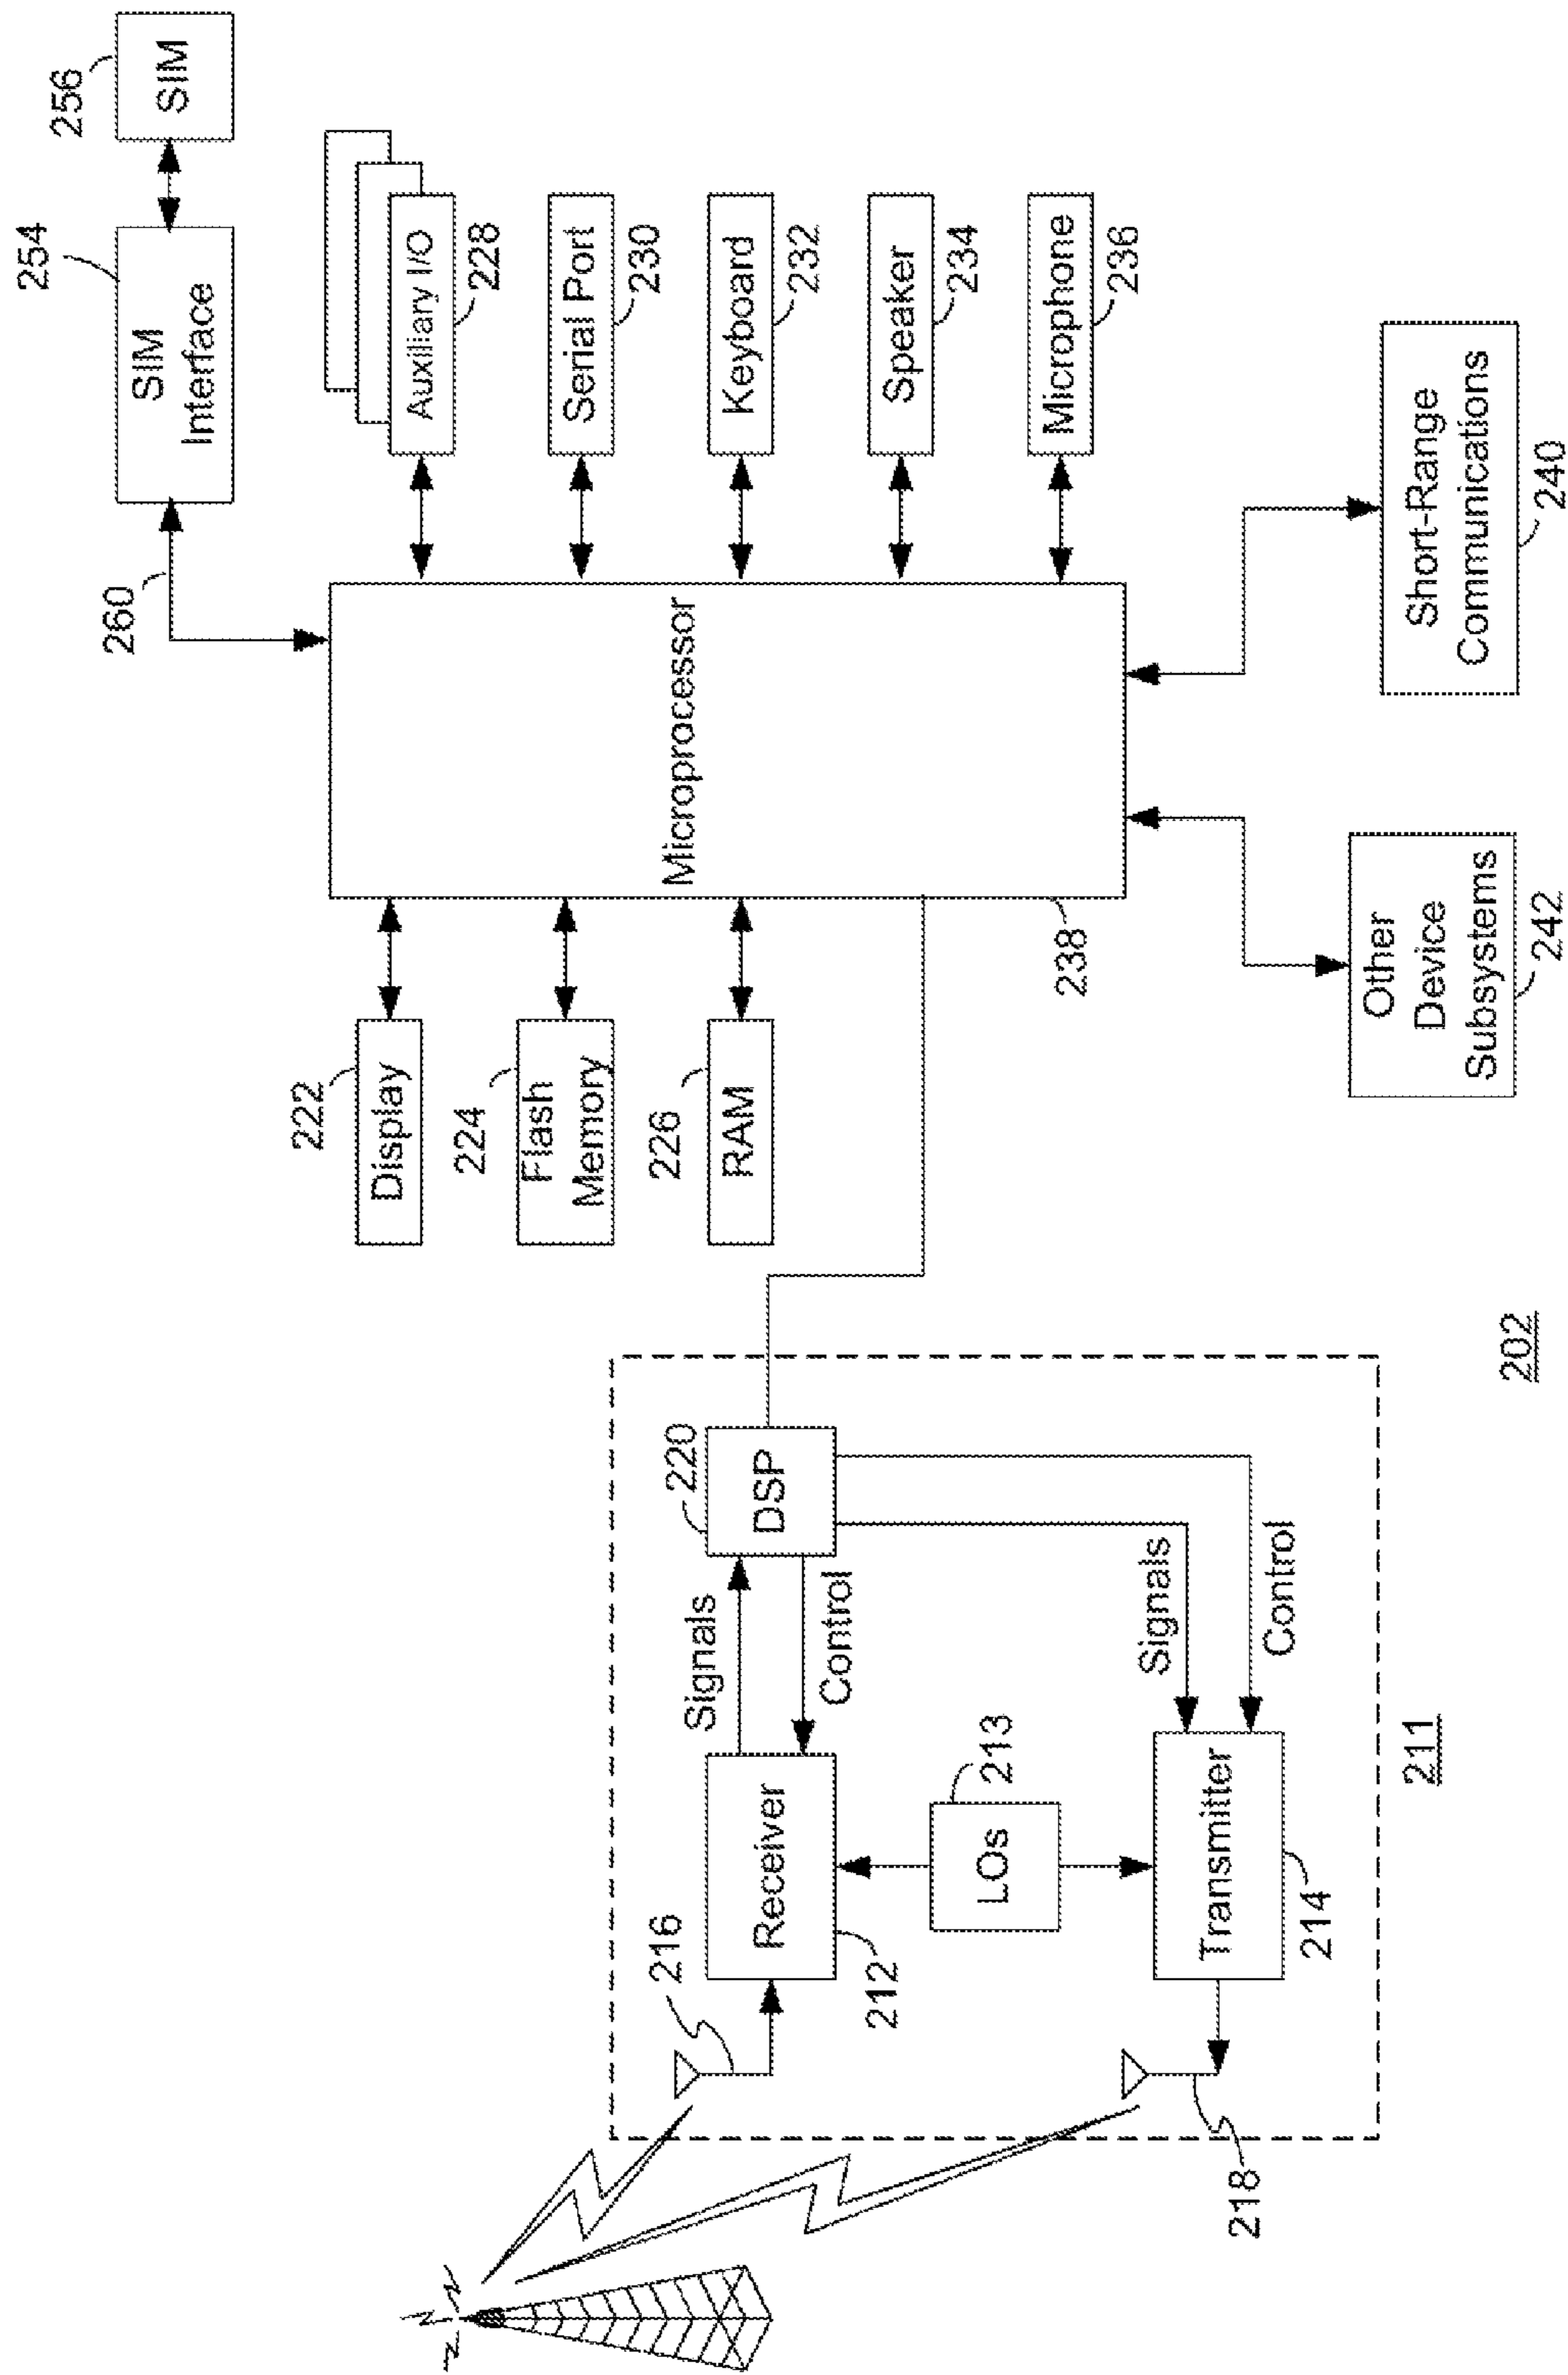 254
256
SIM
Interface
SIM
260
222
Display
Auxiliary I/O
228
224
Flash
Memory
Serial Port
230
226
RAM
Microprocessor
Keyboard
232
Speaker
234
238
Microphone
236
216
Receiver
212
Signals
Control
220
DSP
213
LOs
Signals
Control
218
Transmitter
214
211
202
Other
Device
Subsystems
242
Short-Range
Communications
240